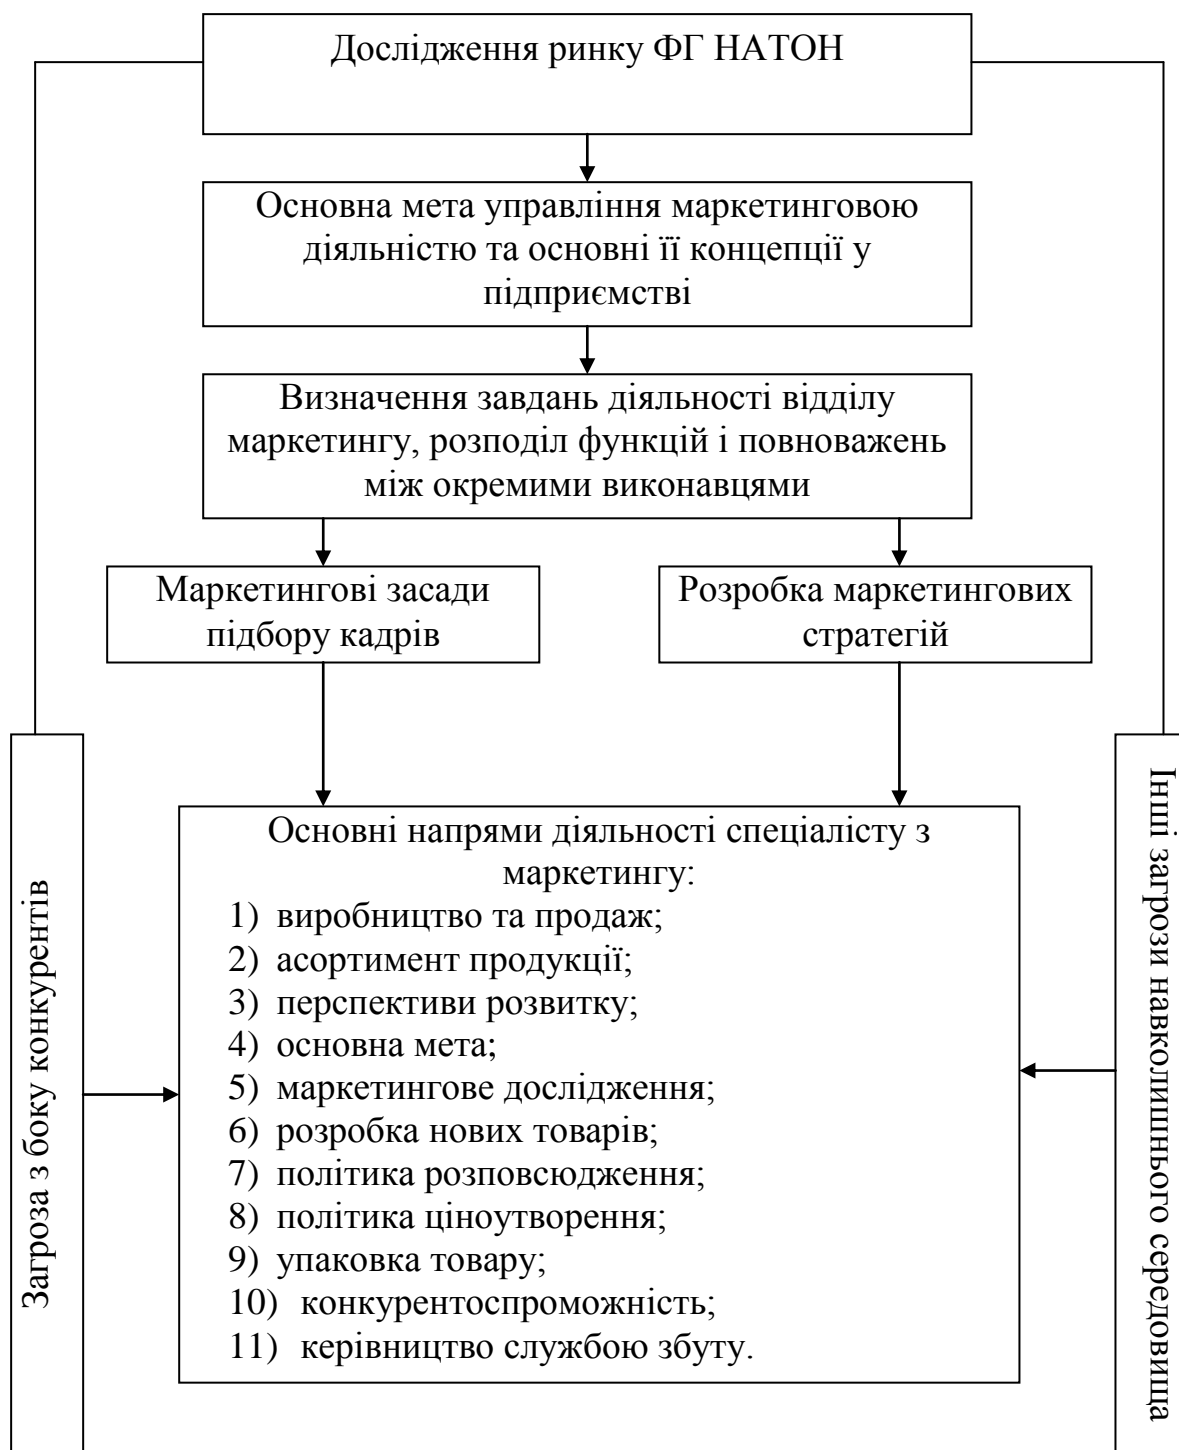 Дослідження ринку ФГ НАТОН
Основна мета управління маркетинговою
діяльністю та основні її концепції у
підприємстві
Визначення завдань діяльності відділу
маркетингу, розподіл функцій і повноважень
між окремими виконавцями
Маркетингові засади
підбору кадрів
Розробка маркетингових
стратегій
Загроза з боку конкурентів
Основні напрями діяльності спеціалісту з
маркетингу:
1) виробництво та продаж;
2) асортимент продукції;
3) перспективи розвитку;
4) основна мета;
5) маркетингове дослідження;
6) розробка нових товарів;
7) політика розповсюдження;
8) політика ціноутворення;
9) упаковка товару;
10) конкурентоспроможність;
11) керівництво службою збуту.
Інші загрози навколишнього середовища